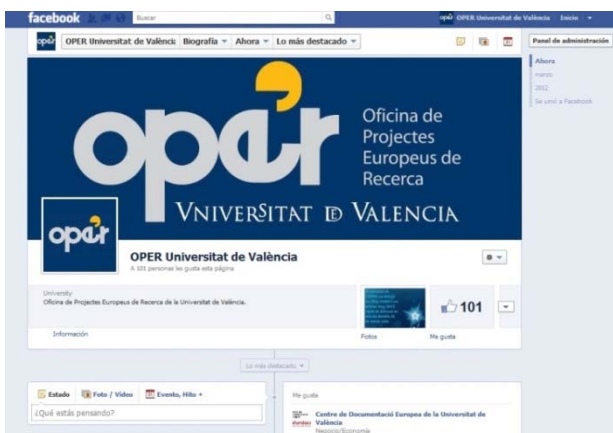 facebook
Buscar
oper OPER Universitat de València Inicio
oper OPER Universitat de Valènci: Biografía Ahora Lo más destacado
Panel de administración
Ahora
marzo
2012
Se unió a Facebook
oper
Oficina de
Projectes
Europeus de
Recerca
VNIVERSITAT DE VALENCIA
oper
OPER Universitat de València
A 101 personas les gusta esta página
University
Oficina de Projectes Europeus de Recerca de la Universitat de València.
Información
101
Fotos
Me gusta
Lo más destacado
Estado Foto / Vídeo Evento, Hito +
¿Qué estás pensando?
Me gusta
Centre de Documentació Europea de la Universitat de
València
Negocio/Economía